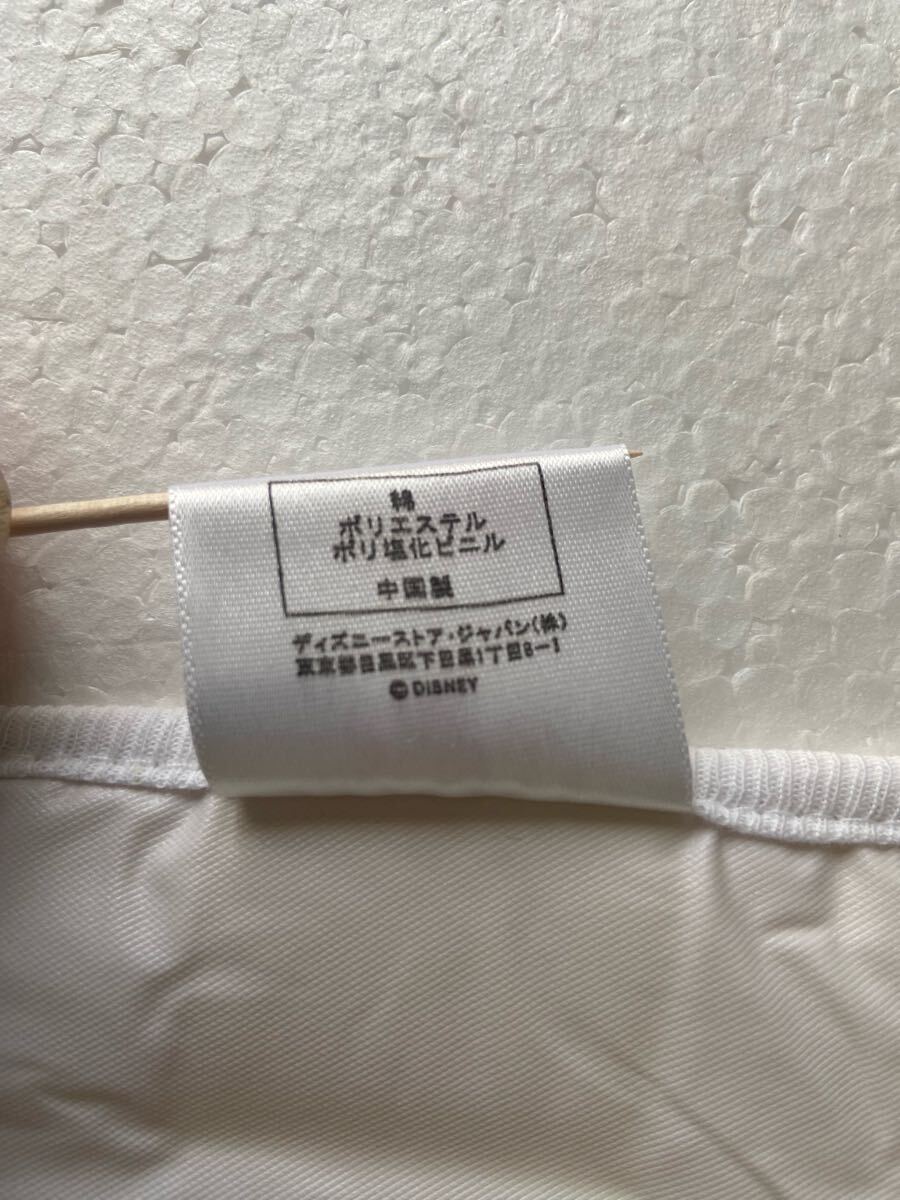 綿
ポリエステル
ポリ塩化ビニル
中国製
ディズニーストア・ジャパン(株)
東京都目黒区下目黒1丁目8-1
© DISNEY